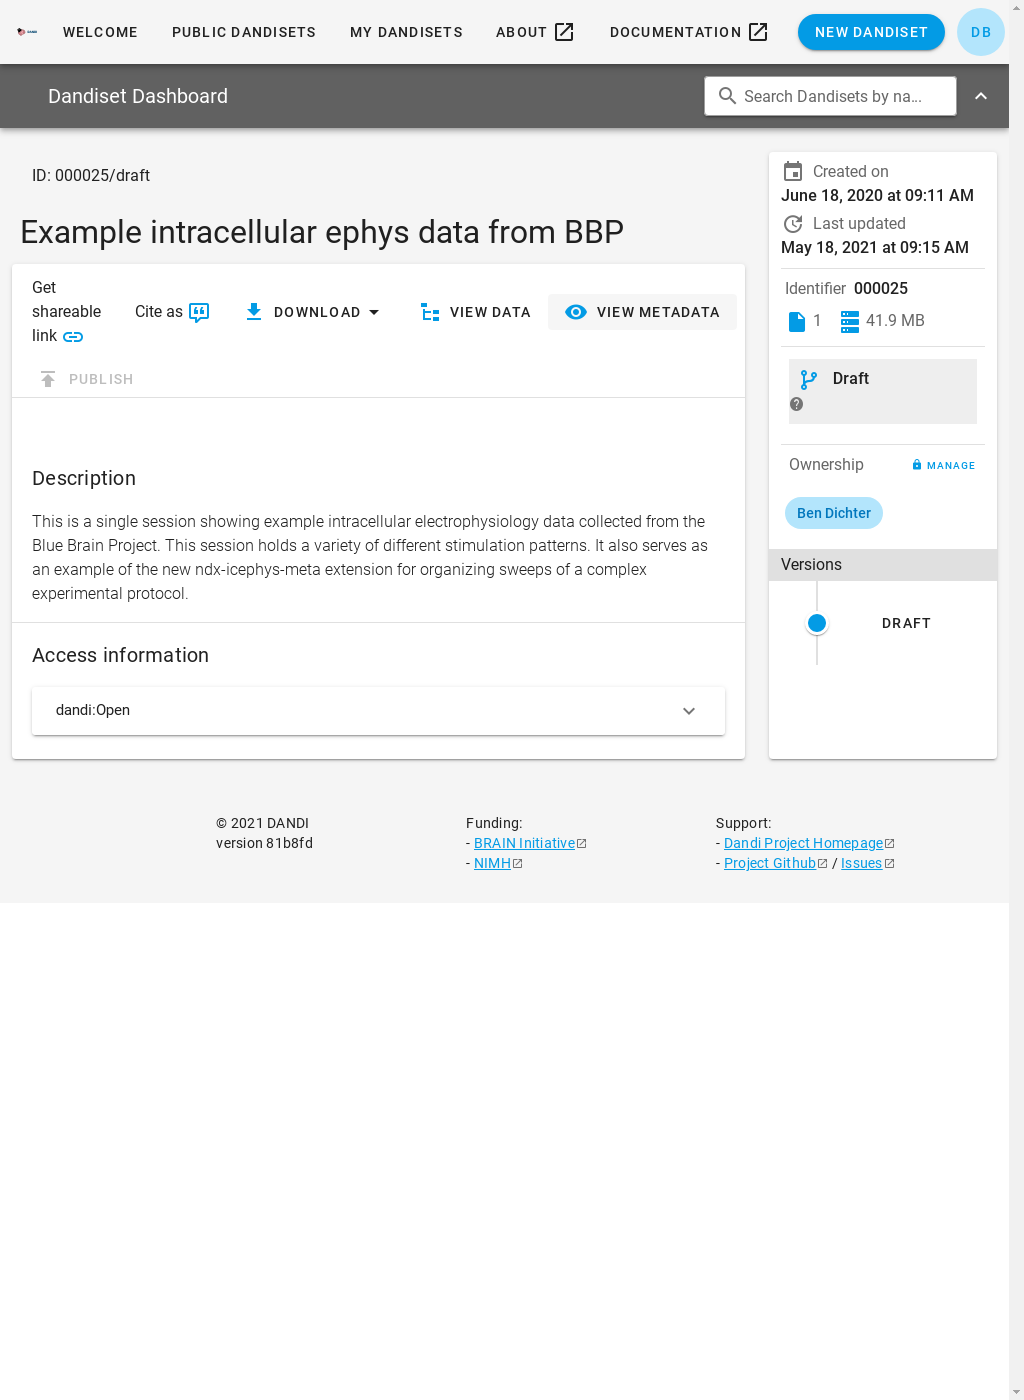 WELCOME PUBLIC DANDISETS MY DANDISETS ABOUT DOCUMENTATION NEW DANDISET DB
Dandiset Dashboard Search Dandisets by na...
ID: 000025/draft
Example intracellular ephys data from BBP
Get
shareable
link
Cite as DOWNLOAD VIEW DATA VIEW METADATA
PUBLISH
Description
This is a single session showing example intracellular electrophysiology data collected from the
Blue Brain Project. This session holds a variety of different stimulation patterns. It also serves as
an example of the new ndx-icephys-meta extension for organizing sweeps of a complex
experimental protocol.
Access information
dandi:Open
Created on
June 18, 2020 at 09:11 AM
Last updated
May 18, 2021 at 09:15 AM
Identifier 000025
1 41.9 MB
Draft
Ownership MANAGE
Ben Dichter
Versions
DRAFT
© 2021 DANDI
version 81b8fd
Funding:
- BRAIN Initiative
- NIMH
Support:
- Dandi Project Homepage
- Project Github / Issues